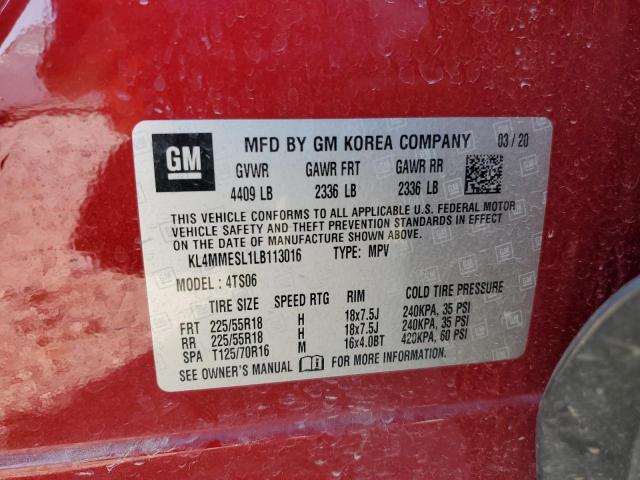 GM
MFD BY GM KOREA COMPANY 03 / 20
GVWR GAWR FRT GAWR RR
4409 LB 2336 LB 2336 LB
THIS VEHICLE CONFORMS TO ALL APPLICABLE U.S. FEDERAL MOTOR
VEHICLE SAFETY AND THEFT PREVENTION STANDARDS IN EFFECT
ON THE DATE OF MANUFACTURE SHOWN ABOVE.
KL4MMESL1LB113016 TYPE: MPV
MODEL : 4TS06
TIRE SIZE SPEED RTG RIM COLD TIRE PRESSURE
FRT 225/55R18 H 18x7.5J 240KPA, 35 PSI
RR 225/55R18 H 18x7.5J 240KPA, 35 PSI
SPA T125/70R16 M 16x4.0BT 420KPA, 60 PSI
SEE OWNER'S MANUAL i FOR MORE INFORMATION.